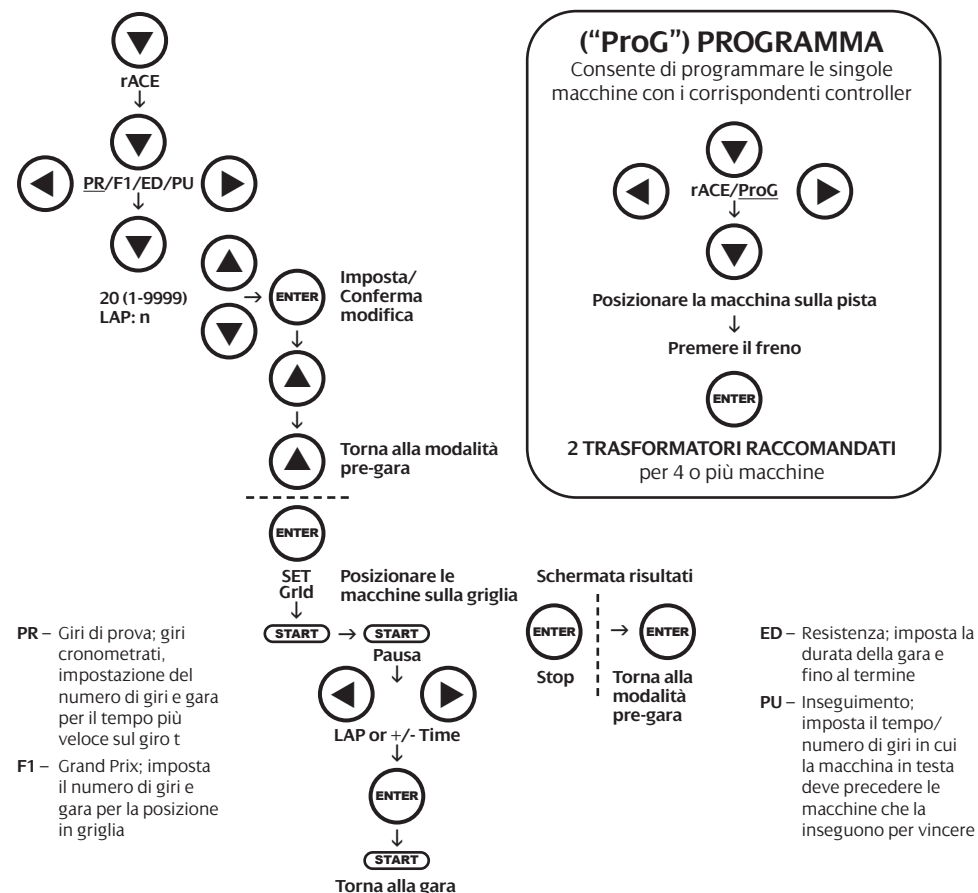 rACE
PR/F1/ED/PU
20 (1-9999)
LAP: n
ENTER
Imposta/
Conferma
modifica
Torna alla modalità
pre-gara
ENTER
SET
GrId
Posizionare le
macchine sulla griglia
START
START
Pausa
LAP or +/- Time
ENTER
START
Torna alla gara
Schermata risultati
ENTER
Stop
ENTER
Torna alla
modalità
pre-gara
PR – Giri di prova; giri
cronometrati,
impostazione del
numero di giri e gara
per il tempo più
veloce sul giro t
F1 – Grand Prix; imposta
il numero di giri e
gara per la posizione
in griglia
ED – Resistenza; imposta la
durata della gara e
fino al termine
PU – Inseguimento;
imposta il tempo/
numero di giri in cui
la macchina in testa
deve precedere le
macchine che la
inseguono per vincere
(“ProG”) PROGRAMMA
Consente di programmare le singole
macchine con i corrispondenti controller
rACE/ProG
Posizionare la macchina sulla pista
Premere il freno
ENTER
2 TRASFORMATORI RACCOMANDATI
per 4 o più macchine